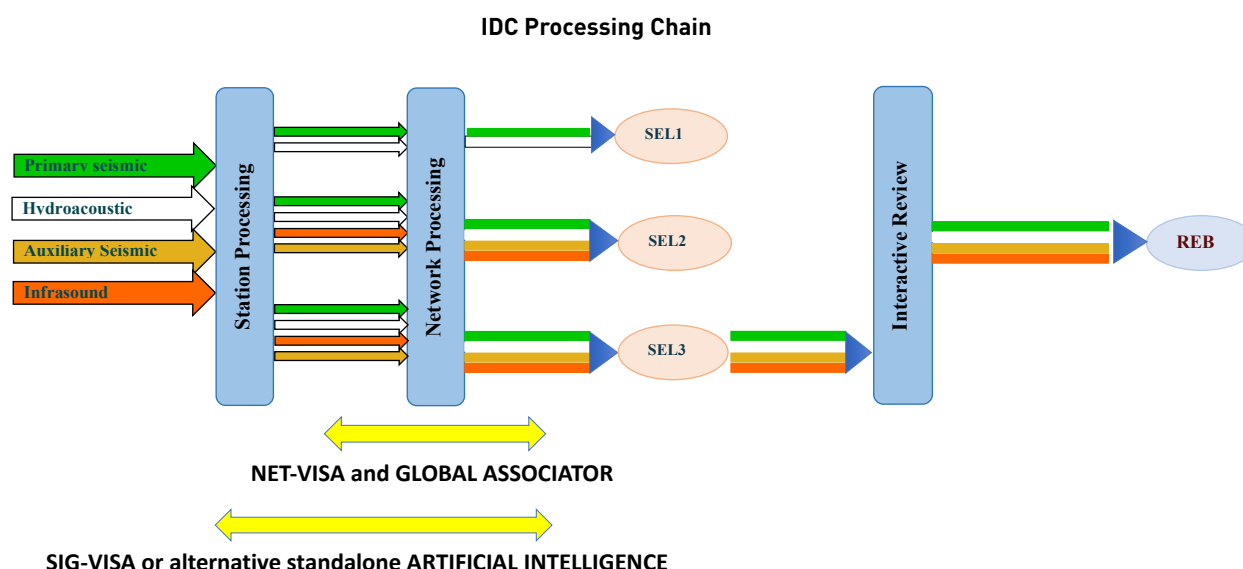 IDC Processing Chain
Primary seismic
Hydroacoustic
Auxiliary Seismic
Infrasound
Station Processing
Network Processing
SEL1
SEL2
SEL3
Interactive Review
REB
NET-VISA and GLOBAL ASSOCIATOR
SIG-VISA or alternative standalone ARTIFICIAL INTELLIGENCE